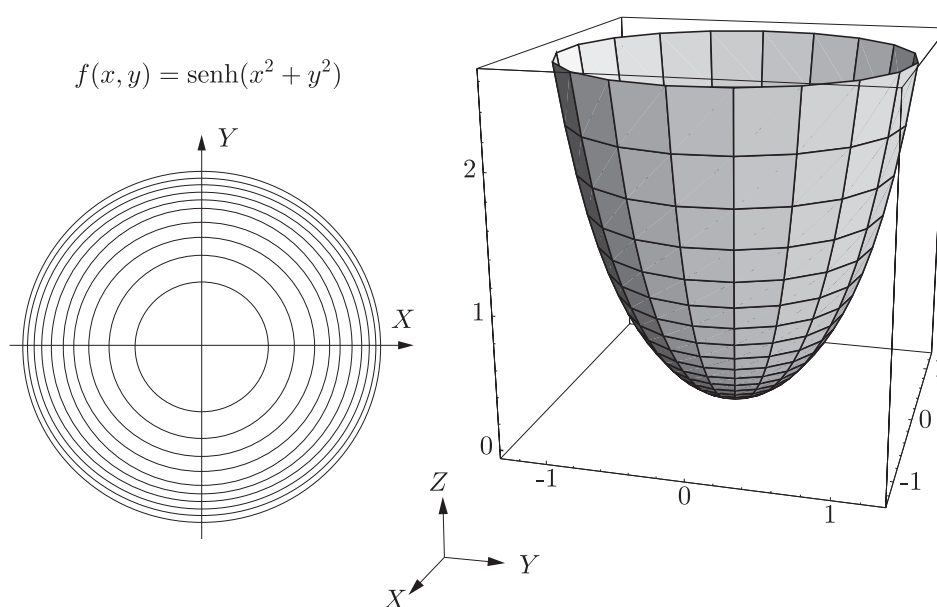 f(x, y) = senh(x² + y²)
Y
X
2
1
0
-1
0
1
-1
0
Z
Y
X